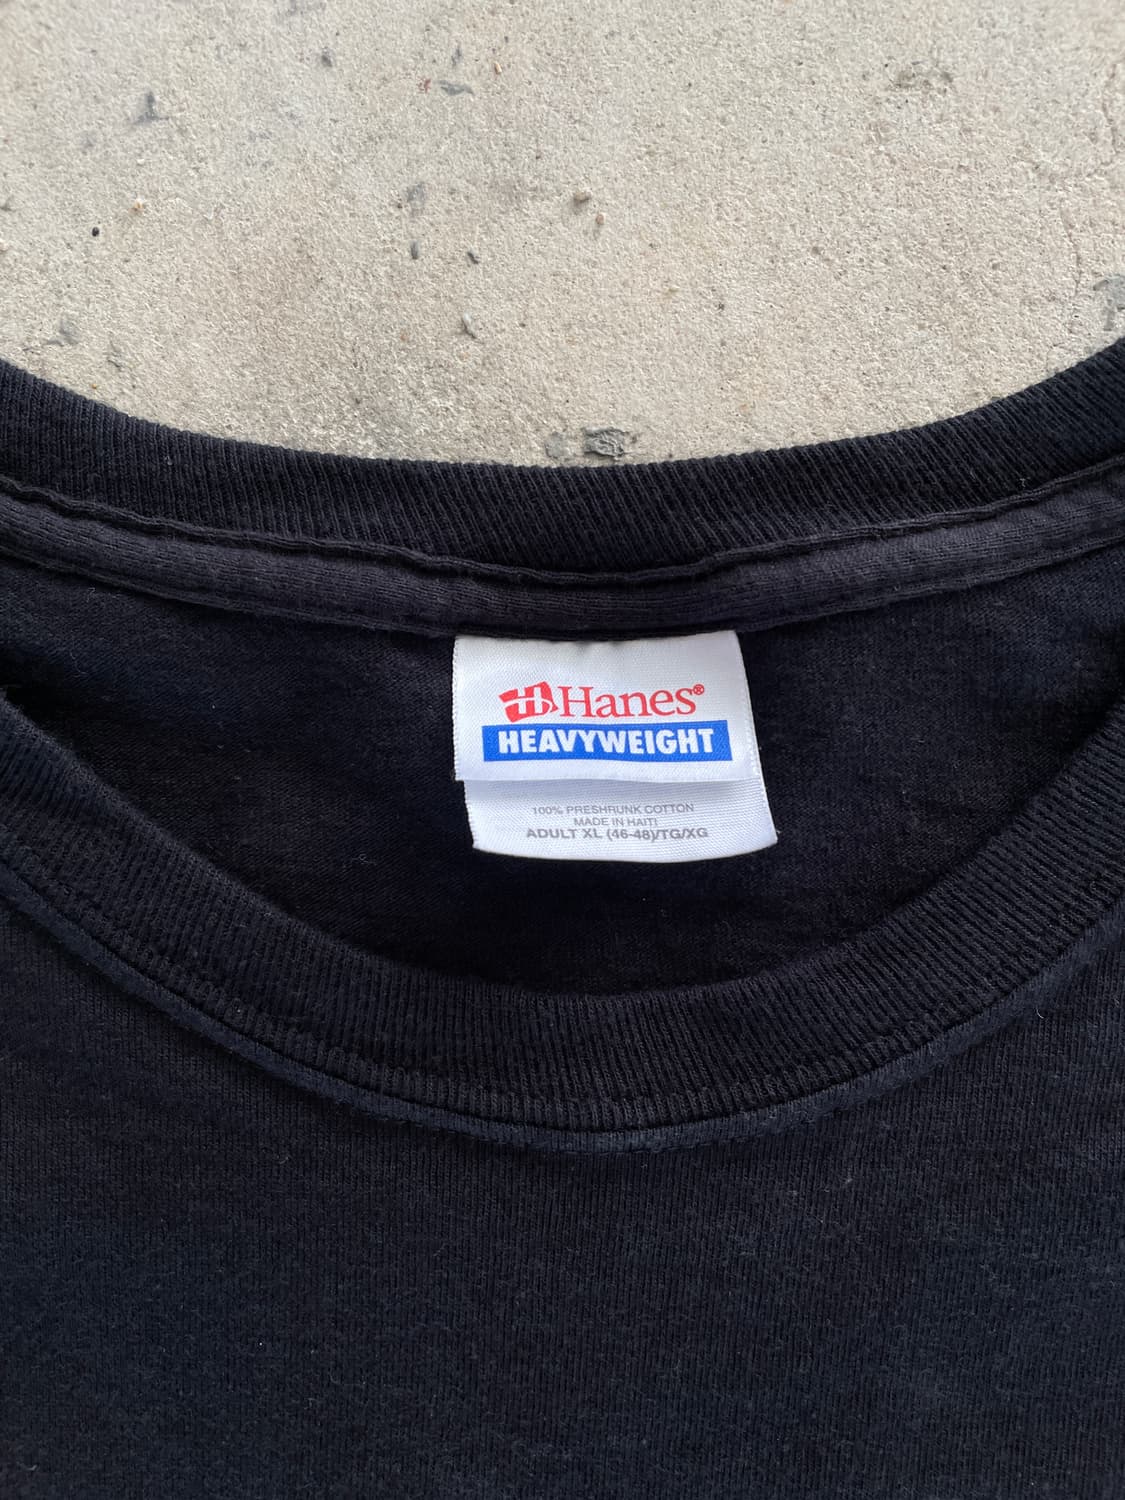 Hanes®
HEAVYWEIGHT
100% PRESHRUNK COTTON
MADE IN HAITI
ADULT XL (46-48)/TG/XG